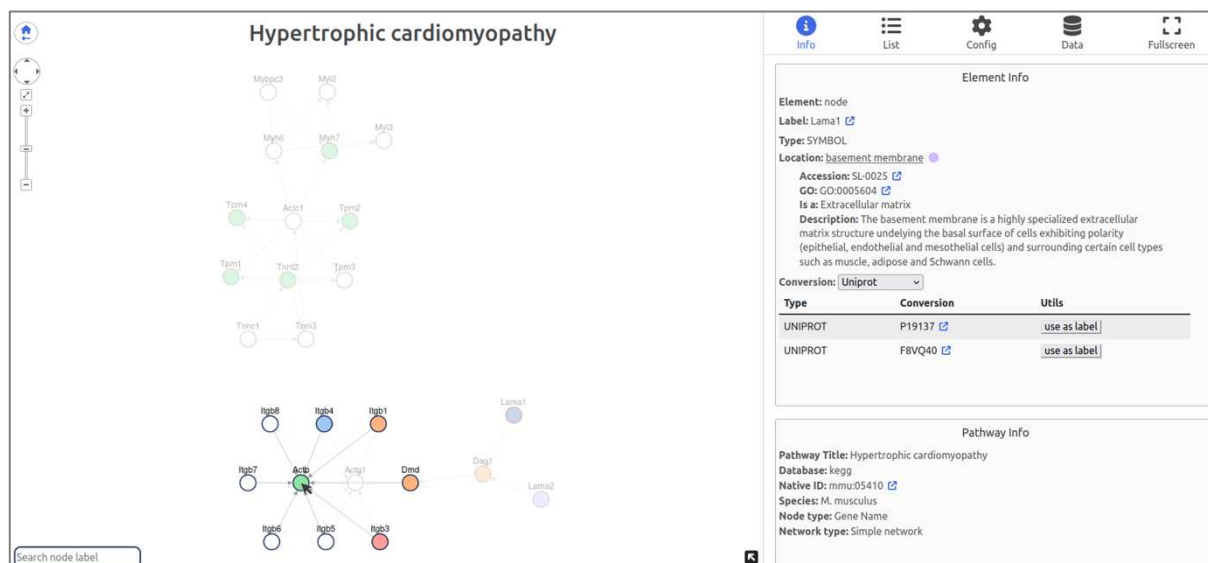 Hypertrophic cardiomyopathy
Mybpc3
Myl2
Myh6
Myh7
Myl3
Tpm4
Actc1
Tpm2
Tpm1
Tnnt2
Tpm3
Tnnc1
Tnni3
Itgb8
Itgb4
Itgb1
Lama1
Itgb7
Actb
Actg1
Dmd
Dag1
Lama2
Itgb6
Itgb5
Itgb3
Search node label
Info
List
Config
Data
Fullscreen
Element Info
Element: node
Label: Lama1
Type: SYMBOL
Location: basement membrane
Accession: SL-0025
GO: GO:0005604
Is a: Extracellular matrix
Description: The basement membrane is a highly specialized extracellular
matrix structure undelying the basal surface of cells exhibiting polarity
(epithelial, endothelial and mesothelial cells) and surrounding certain cell types
such as muscle, adipose and Schwann cells.
Conversion: Uniprot
Type Conversion Utils
UNIPROT P19137 use as label
UNIPROT F8VQ40 use as label
Pathway Info
Pathway Title: Hypertrophic cardiomyopathy
Database: kegg
Native ID: mmu:05410
Species: M. musculus
Node type: Gene Name
Network type: Simple network